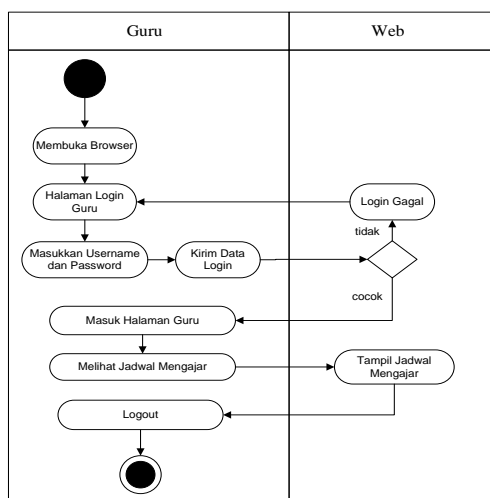 Guru
Web
Membuka Browser
Halaman Login
Guru
Login Gagal
tidak
Masukkan Username
dan Password
Kirim Data
Login
cocok
Masuk Halaman Guru
Melihat Jadwal Mengajar
Tampil Jadwal
Mengajar
Logout